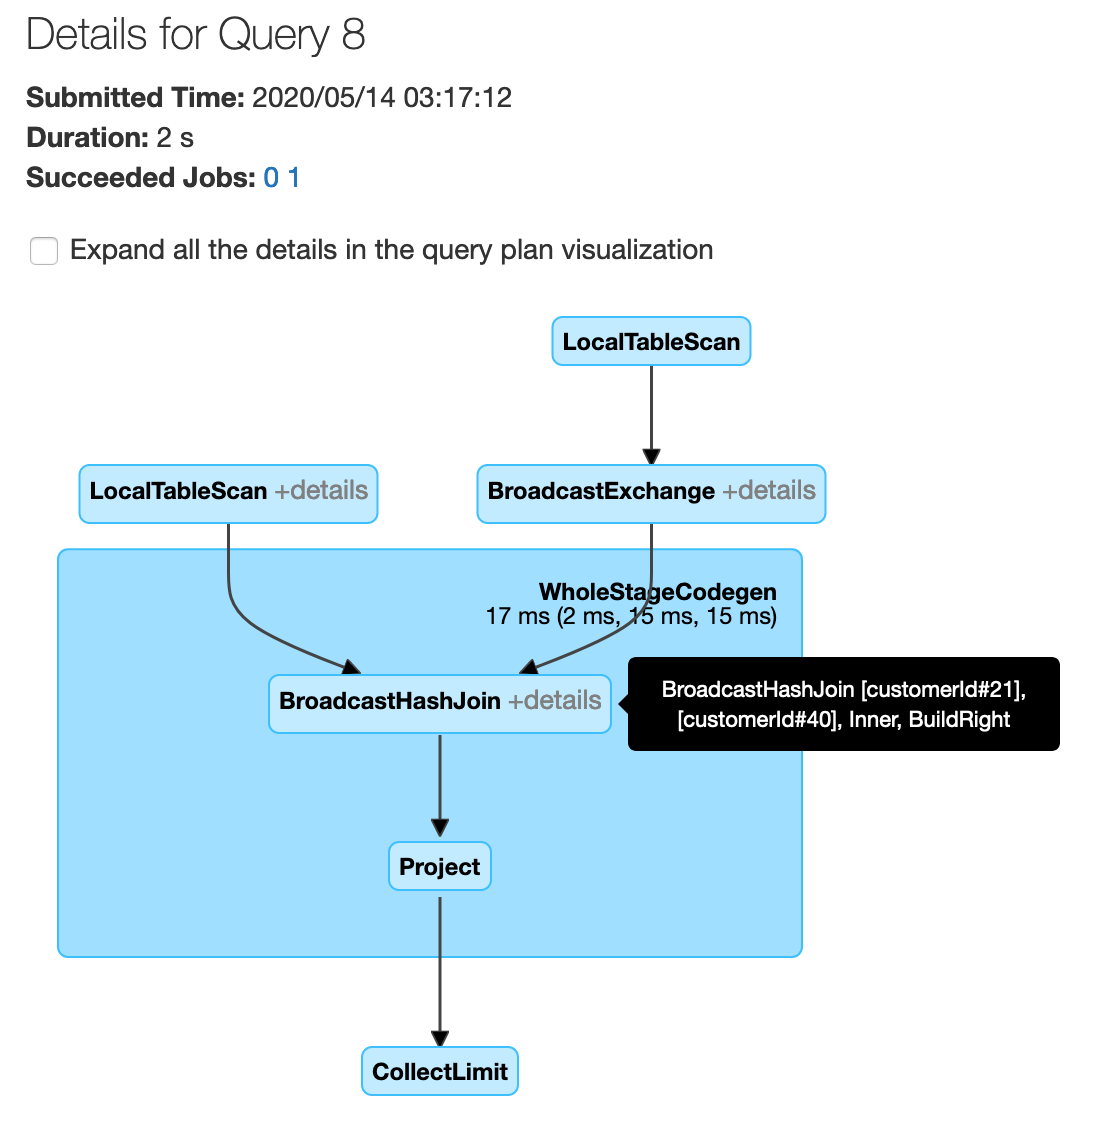 Details for Query 8
Submitted Time: 2020/05/14 03:17:12
Duration: 2 s
Succeeded Jobs: 0 1
Expand all the details in the query plan visualization
LocalTableScan
LocalTableScan +details
BroadcastExchange +details
WholeStageCodegen
17 ms (2 ms, 15 ms, 15 ms)
BroadcastHashJoin +details
BroadcastHashJoin [customerId#21],
[customerId#40], Inner, BuildRight
Project
CollectLimit